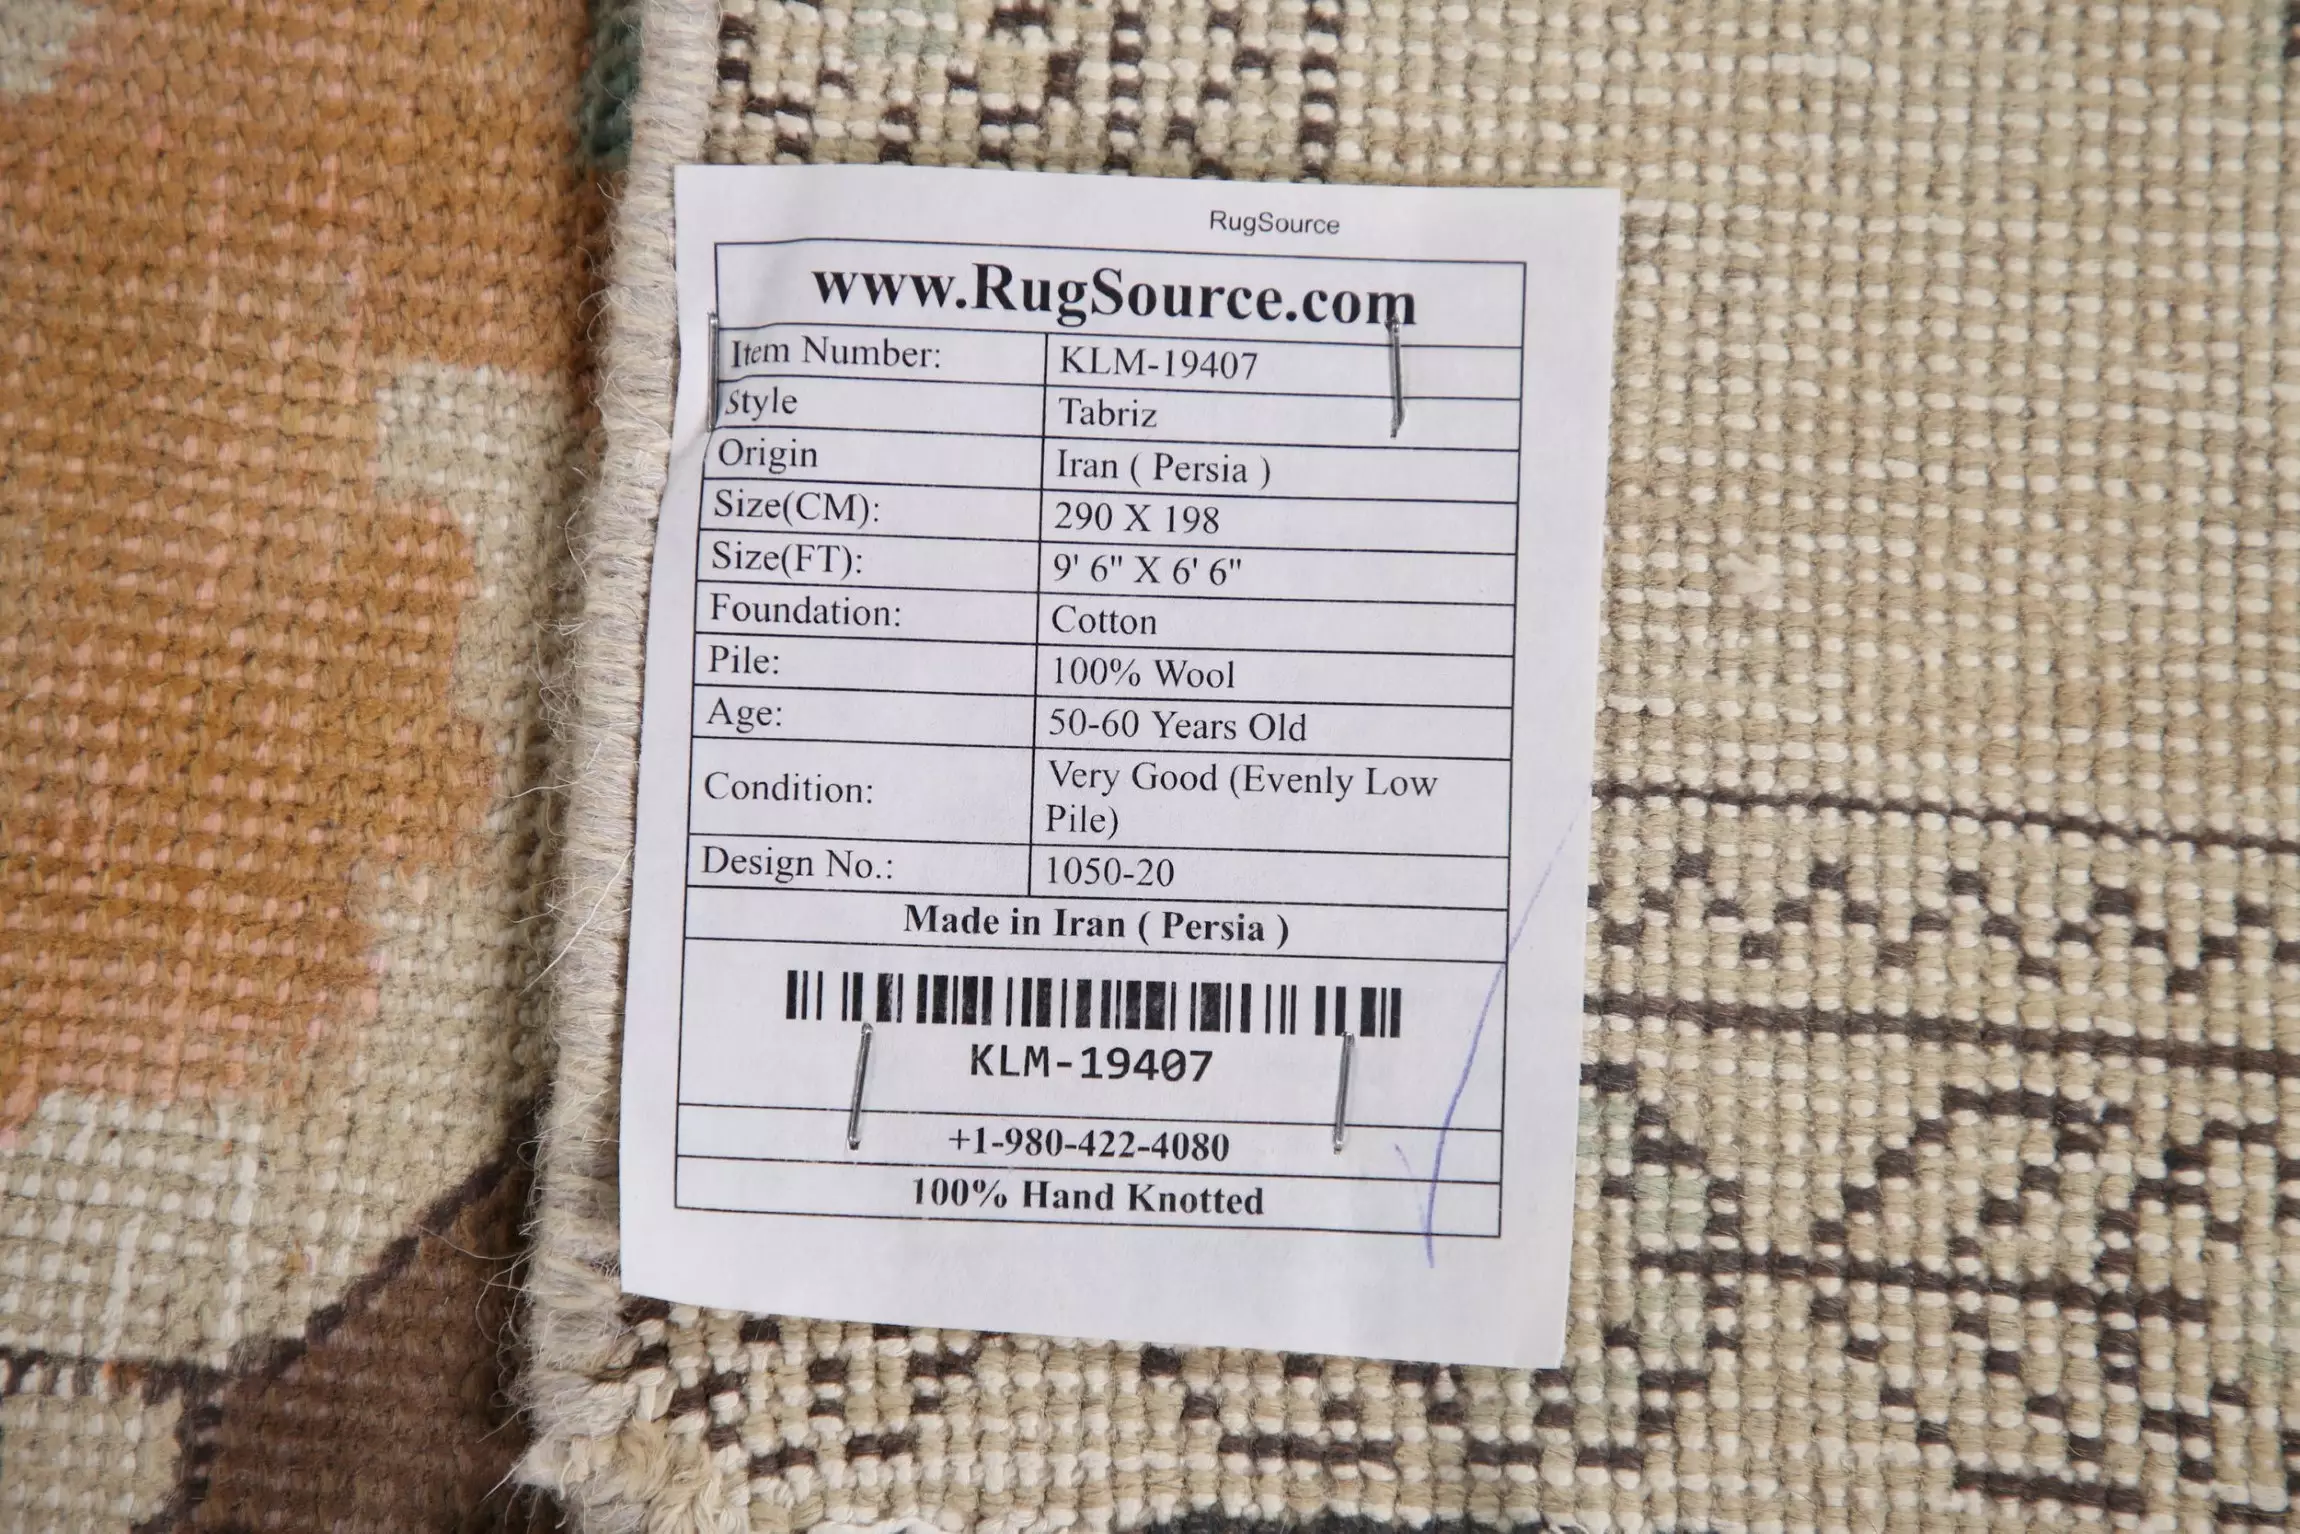 RugSource
www.RugSource.com
Item Number: KLM-19407
Style Tabriz
Origin Iran ( Persia )
Size(CM): 290 X 198
Size(FT): 9' 6" X 6' 6"
Foundation: Cotton
Pile: 100% Wool
Age: 50-60 Years Old
Condition: Very Good (Evenly Low
Pile)
Design No.: 1050-20
Made in Iran ( Persia )
KLM-19407
+1-980-422-4080
100% Hand Knotted